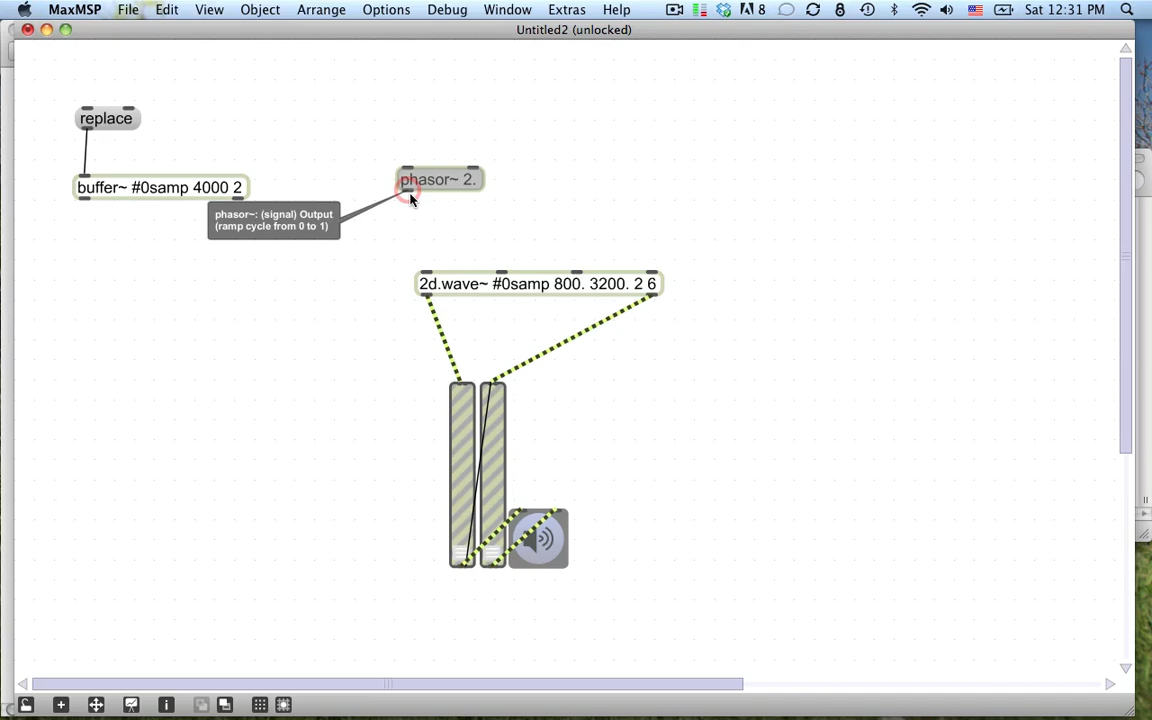 MaxMSP File Edit View Object Arrange Options Debug Window Extras Help 8 Sat 12:31 PM
Untitled2 (unlocked)
replace
phasor~ 2.
buffer~ #0samp 4000 2
phasor~: (signal) Output
(ramp cycle from 0 to 1)
2d.wave~ #0samp 800. 3200. 2 6